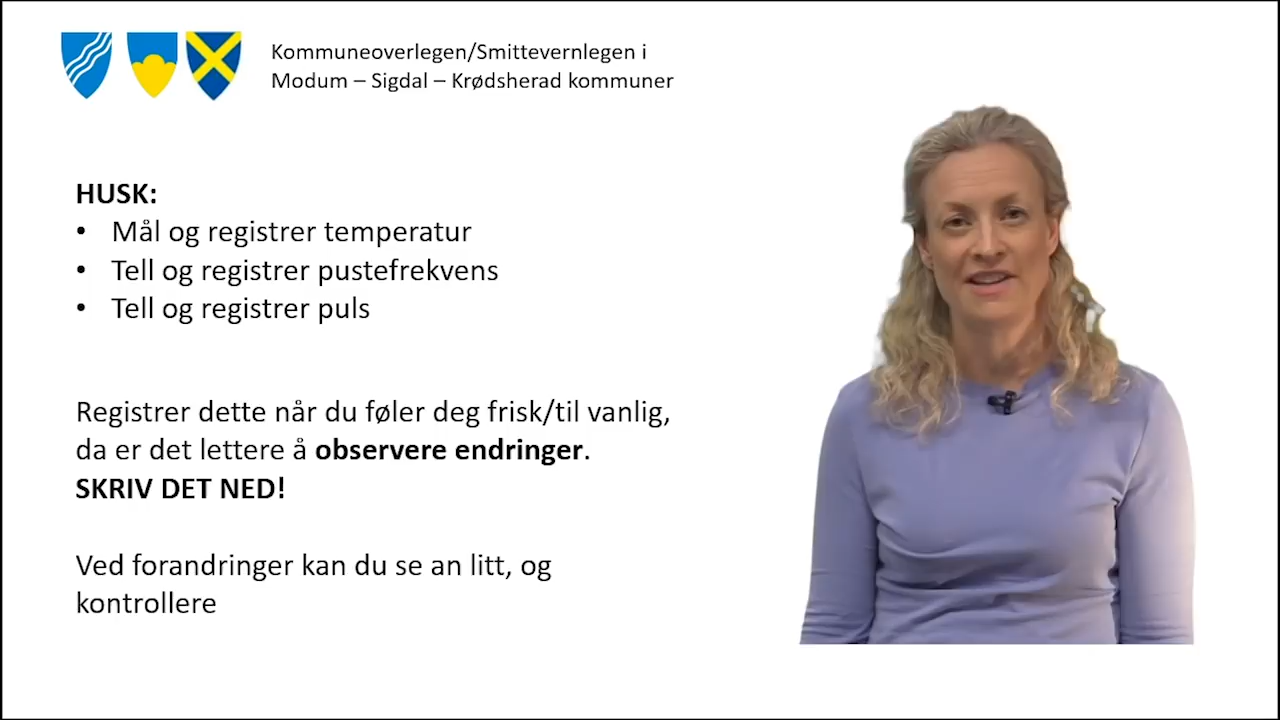 Kommuneoverlegen/Smittevernlegen i
Modum – Sigdal – Krødsherad kommuner
HUSK:
• Mål og registrer temperatur
• Tell og registrer pustefrekvens
• Tell og registrer puls
Registrer dette når du føler deg frisk/til vanlig,
da er det lettere å observere endringer.
SKRIV DET NED!
Ved forandringer kan du se an litt, og
kontrollere